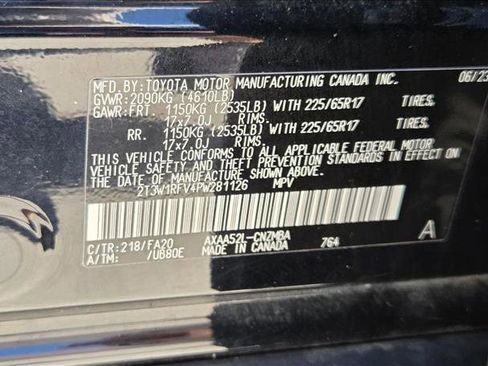 MFD. BY: TOYOTA MOTOR MANUFACTURING CANADA INC. 06/23
GVWR: 2090KG (4610LB)
GAWR: FRT. 1150KG (2535LB) WITH 225/65R17 TIRES,
17x7.0J RIMS.
RR. 1150KG (2535LB) WITH 225/65R17 TIRES,
17x7.0J RIMS.
THIS VEHICLE CONFORMS TO ALL APPLICABLE FEDERAL MOTOR
VEHICLE SAFETY AND THEFT PREVENTION STANDARDS IN EFFECT ON
THE DATE OF MANUFACTURE SHOWN ABOVE.
2T3W1RFV4PW281126 MPV
C/TR: 218/FA20 AXAA52L-CNZMBA A
A/TM: /UB80E MADE IN CANADA 764